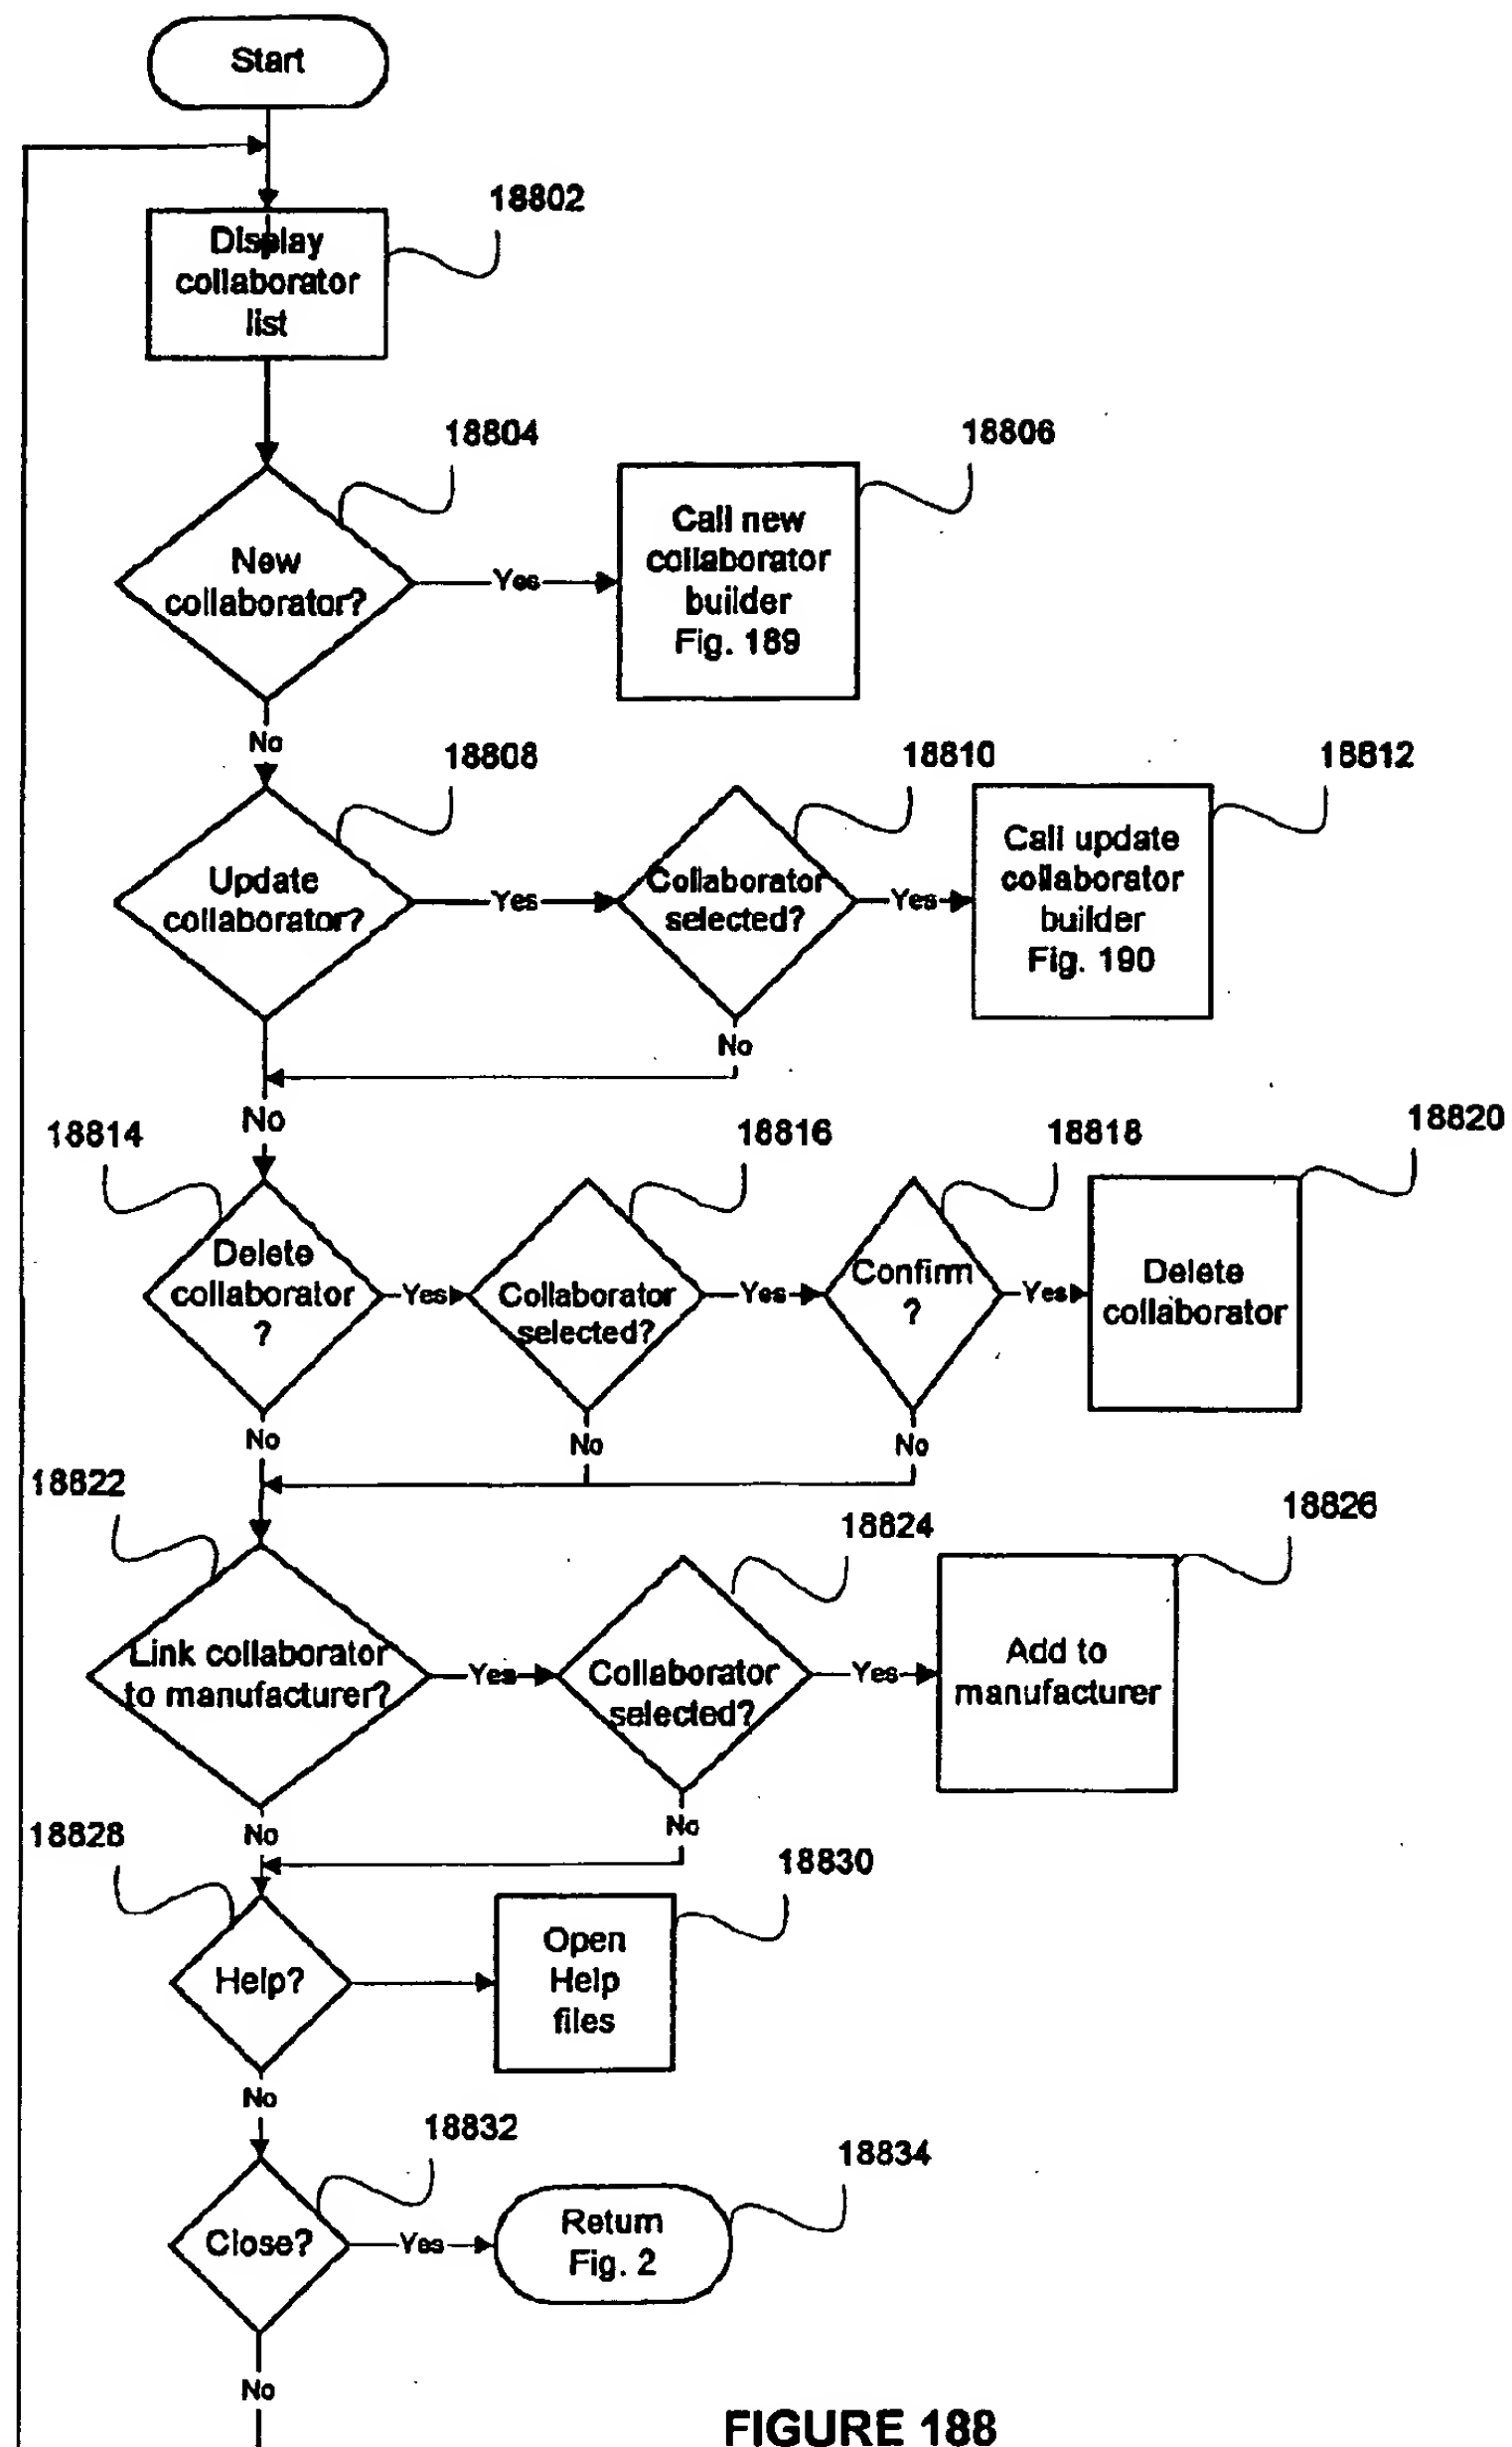 Start
18802
Display
collaborator
list
18804
18806
New
collaborator?
Yes
Call new
collaborator
builder
Fig. 189
No
18808
18810
18812
Update
collaborator?
Yes
Collaborator
selected?
Yes
Call update
collaborator
builder
Fig. 190
No
No
18814
18816
18818
18820
Delete
collaborator
?
Yes
Collaborator
selected?
Yes
Confirm
?
Yes
Delete
collaborator
No
No
No
18822
18824
18826
Link collaborator
to manufacturer?
Yes
Collaborator
selected?
Yes
Add to
manufacturer
No
No
18828
18830
Help?
Open
Help
files
No
18832
18834
Close?
Yes
Return
Fig. 2
No
FIGURE 188